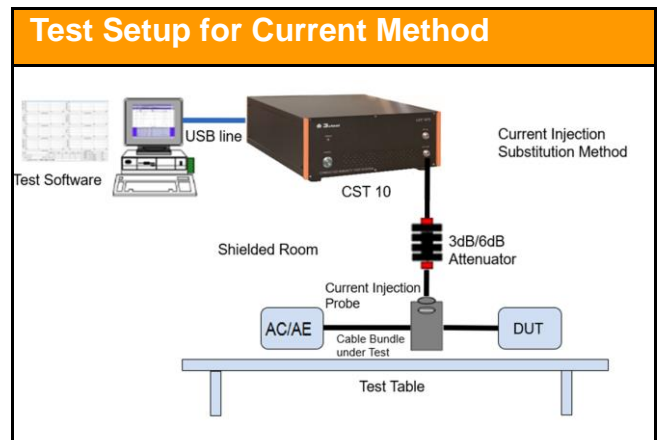 Test Setup for Current Method
USB line
Test Software
CST 10
Current Injection
Substitution Method
3dB/6dB
Attenuator
Shielded Room
Current Injection
Probe
AC/AE
Cable Bundle
under Test
DUT
Test Table